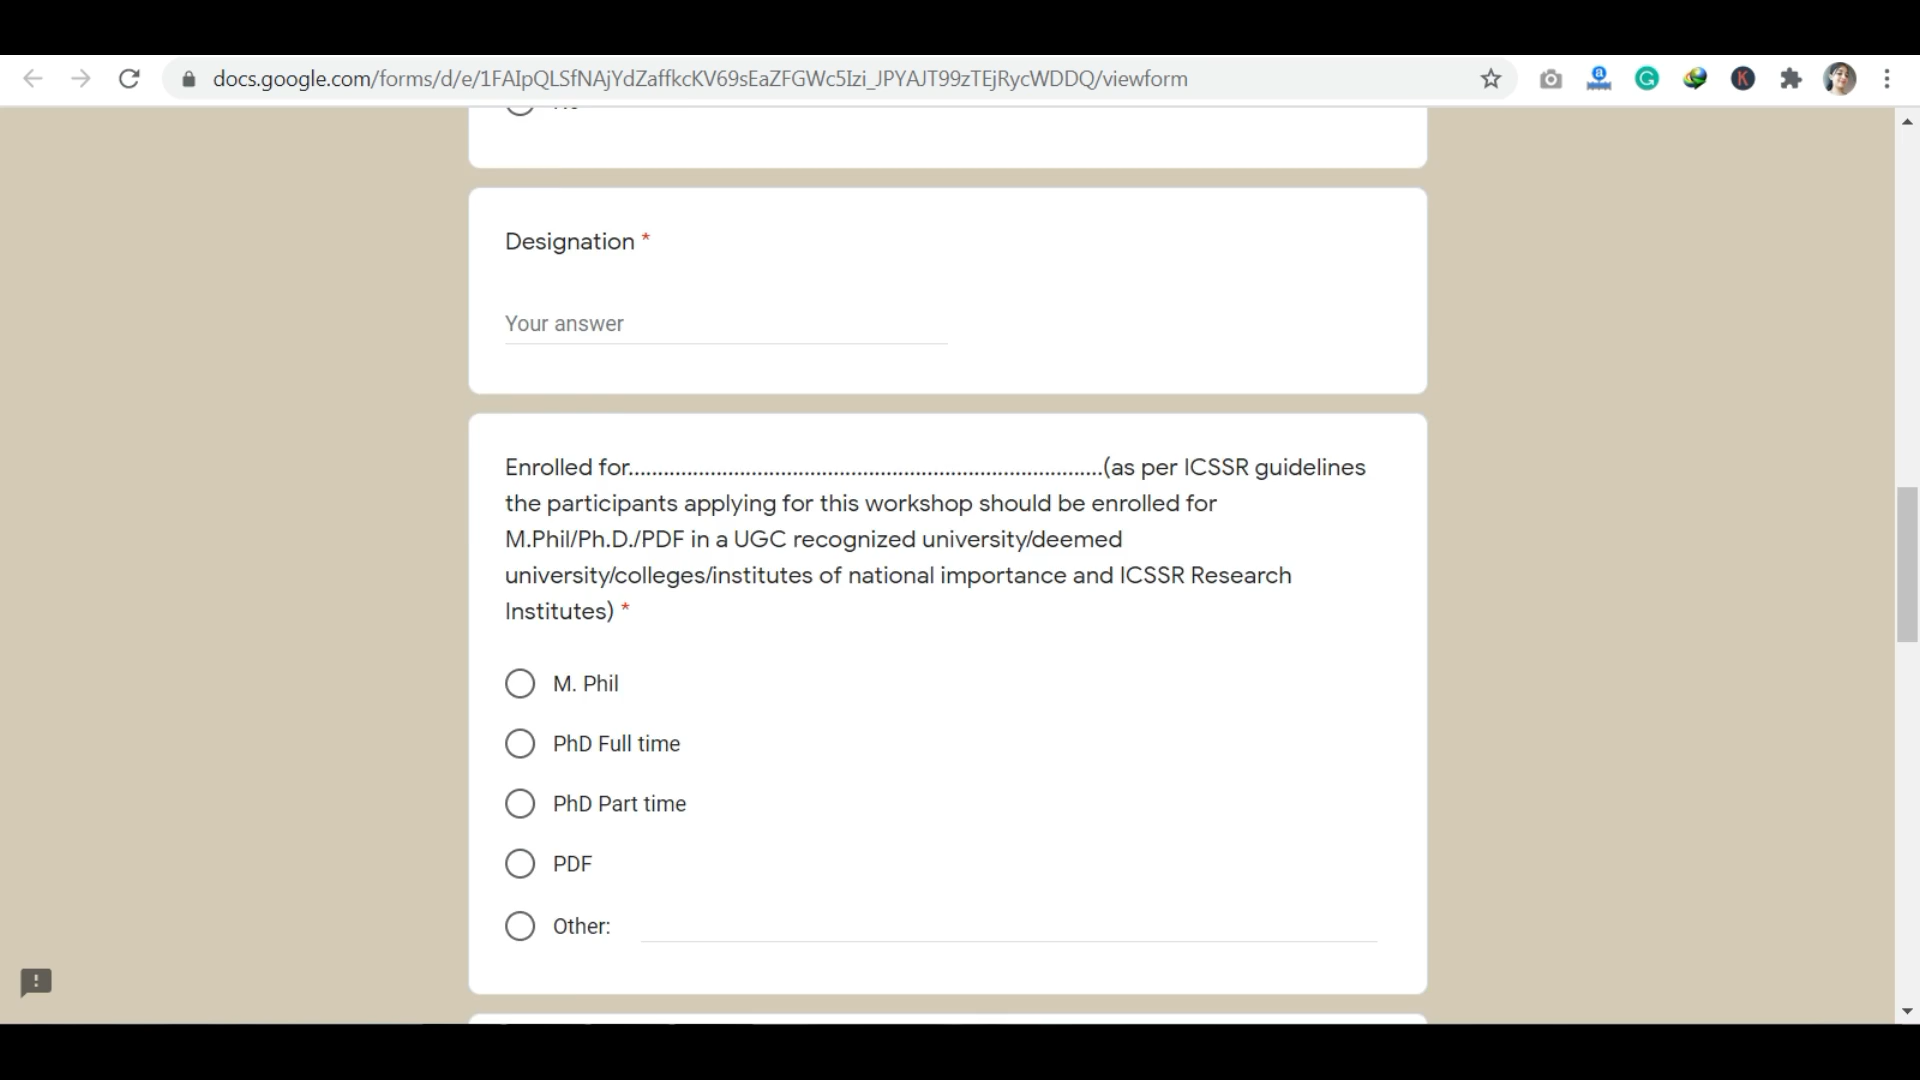 docs.google.com/forms/d/e/1FAIpQLSfNAjYdZaffkcKV69sEaZFGWc5Izi_JPYAJT99zTEjRycWDDQ/viewform
Designation *
Your answer
Enrolled for.................................................................................(as per ICSSR guidelines
the participants applying for this workshop should be enrolled for
M.Phil/Ph.D./PDF in a UGC recognized university/deemed
university/colleges/institutes of national importance and ICSSR Research
Institutes) *
M. Phil
PhD Full time
PhD Part time
PDF
Other: